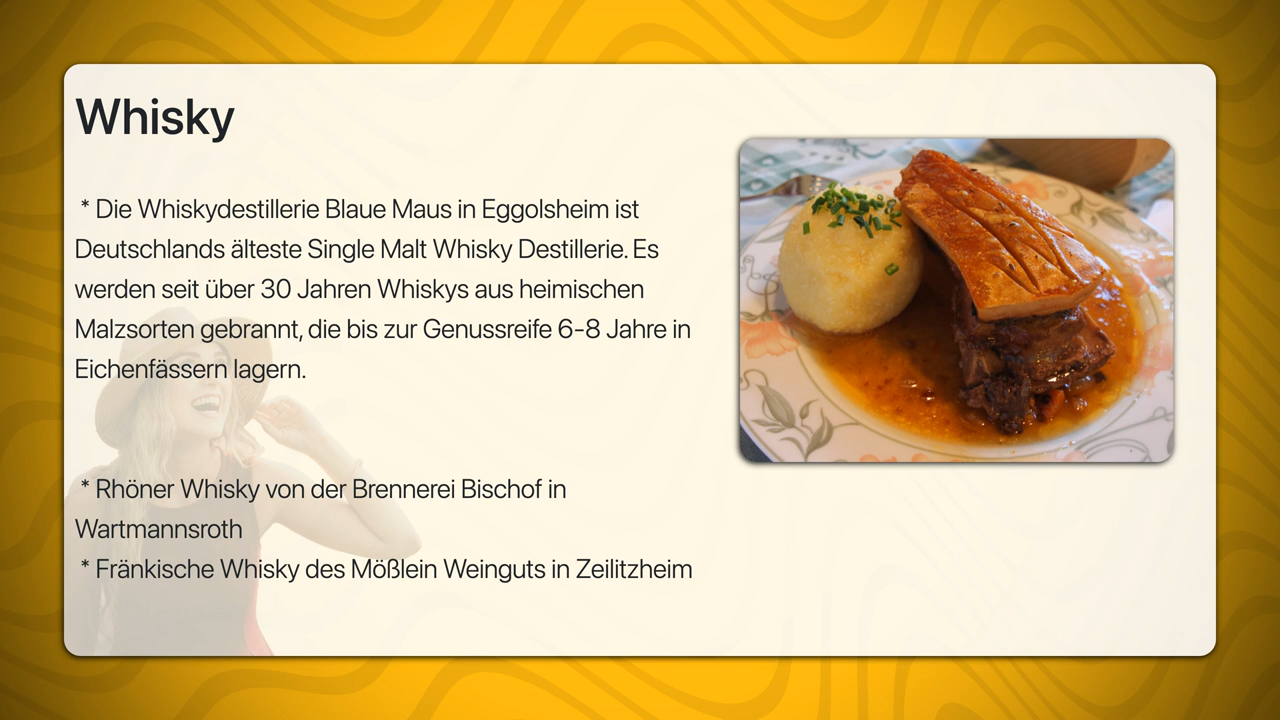 Whisky
* Die Whiskydestillerie Blaue Maus in Eggolsheim ist
Deutschlands älteste Single Malt Whisky Destillerie. Es
werden seit über 30 Jahren Whiskys aus heimischen
Malzsorten gebrannt, die bis zur Genussreife 6-8 Jahre in
Eichenfässern lagern.
* Rhöner Whisky von der Brennerei Bischof in
Wartmannsroth
* Fränkische Whisky des Mößlein Weinguts in Zeilitzheim